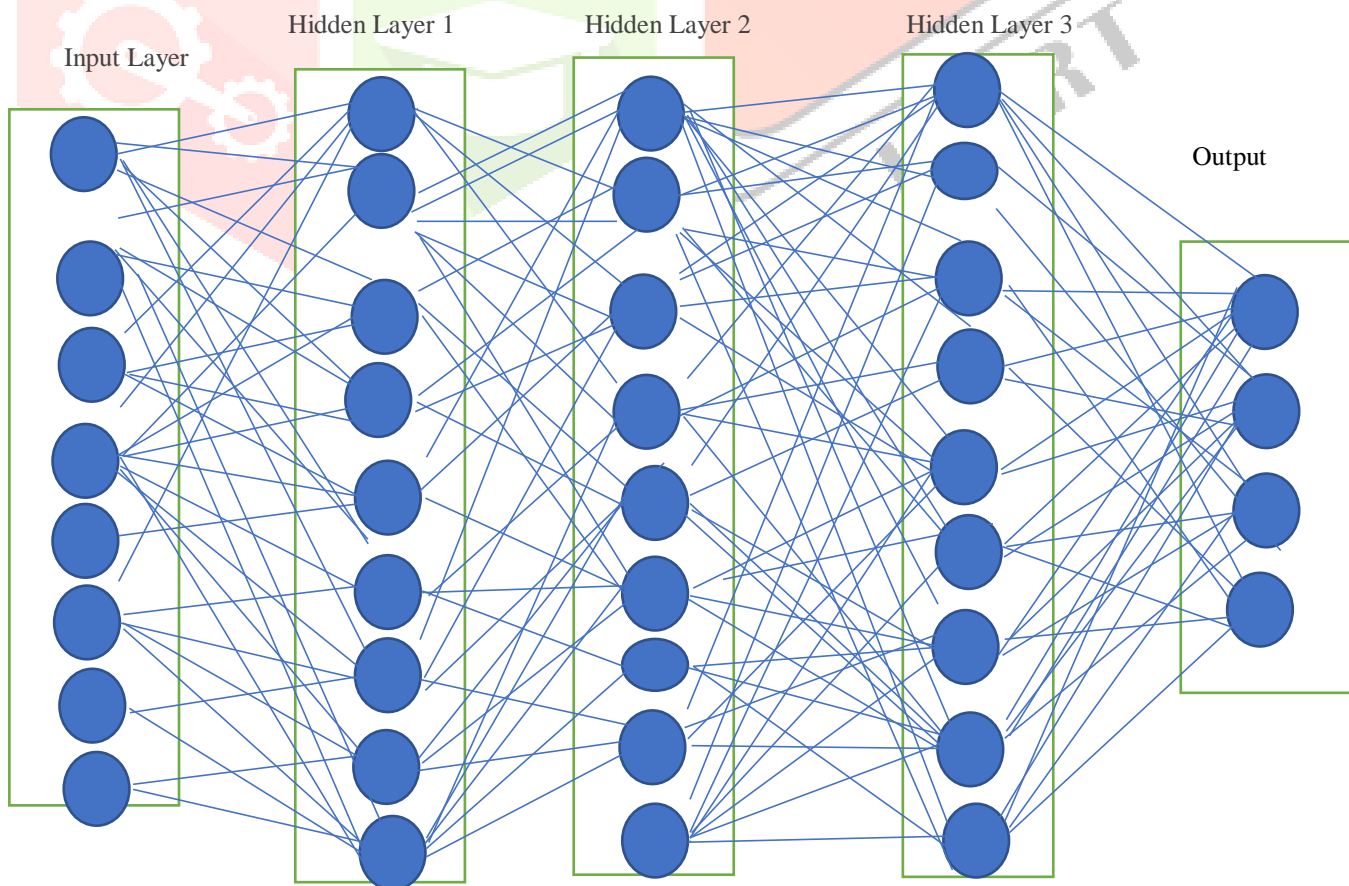 Hidden Layer 1
Hidden Layer 2
Hidden Layer 3
Input Layer
Output